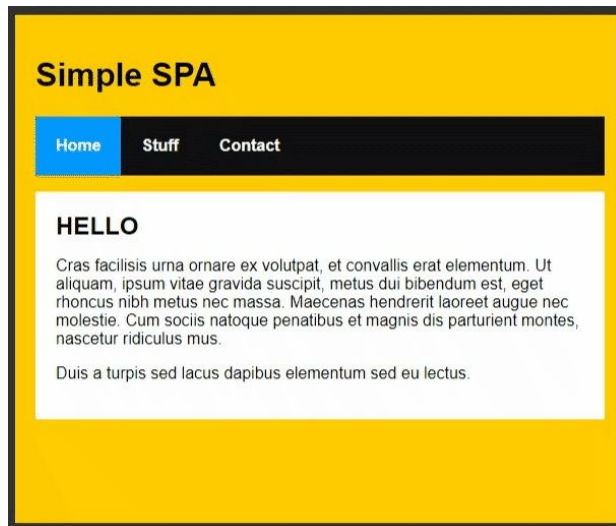 Simple SPA
Home Stuff Contact
HELLO
Cras facilisis urna ornare ex volutpat, et convallis erat elementum. Ut
aliquam, ipsum vitae gravida suscipit, metus dui bibendum est, eget
rhoncus nibh metus nec massa. Maecenas hendrerit laoreet augue nec
molestie. Cum sociis natoque penatibus et magnis dis parturient montes,
nascetur ridiculus mus.
Duis a turpis sed lacus dapibus elementum sed eu lectus.